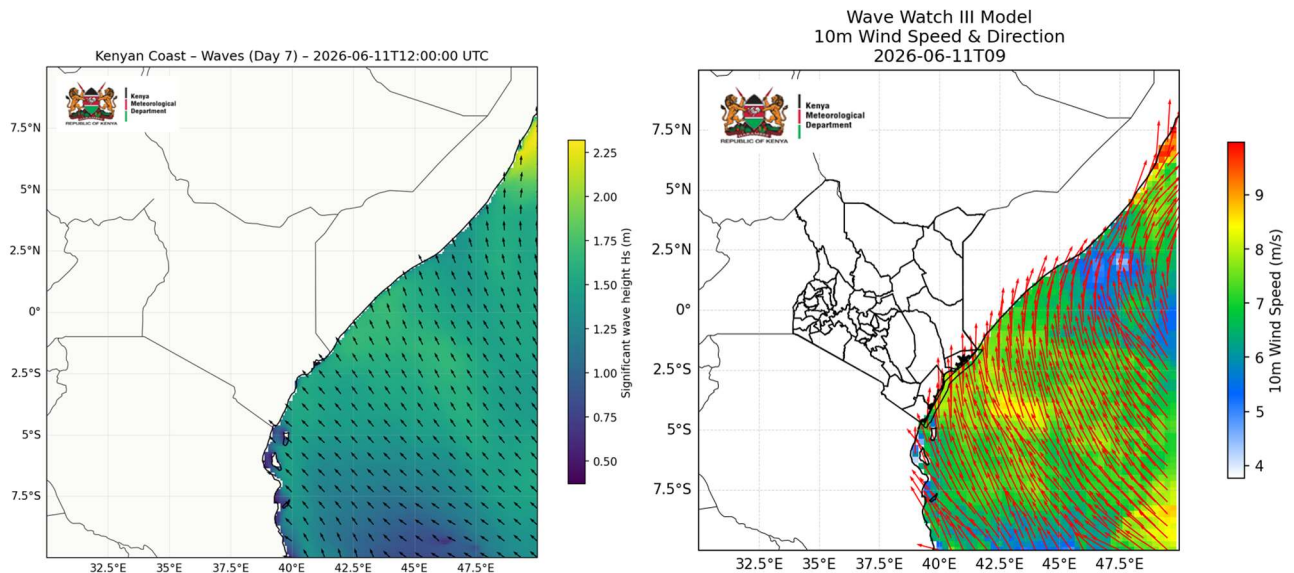 Kenyan Coast – Waves (Day 7) – 2026-06-11T12:00:00 UTC
Kenya
Meteorological
Department
REPUBLIC OF KENYA
7.5°N
5°N
2.5°N
0°
2.5°S
5°S
7.5°S
32.5°E 35°E 37.5°E 40°E 42.5°E 45°E 47.5°E
2.25
2.00
1.75
1.50
1.25
1.00
0.75
0.50
Significant wave height Hs (m)
Wave Watch III Model
10m Wind Speed & Direction
2026-06-11T09
Kenya
Meteorological
Department
REPUBLIC OF KENYA
7.5°N
5°N
2.5°N
0°
2.5°S
5°S
7.5°S
32.5°E 35°E 37.5°E 40°E 42.5°E 45°E 47.5°E
9
8
7
6
5
4
10m Wind Speed (m/s)